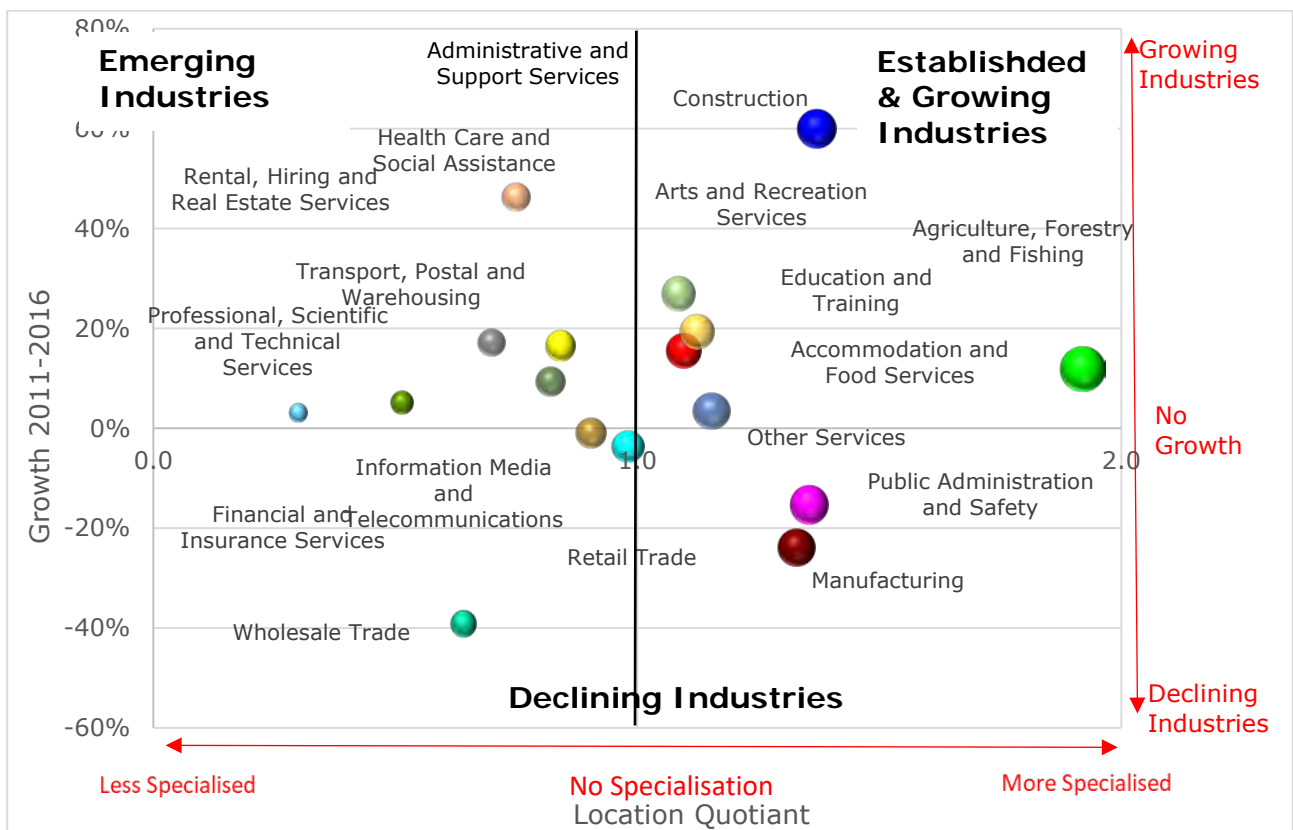 80%
Emerging
Industries
Administrative and
Support Services
Establishded
& Growing
Industries
Growing
Industries
Construction
60%
Health Care and
Social Assistance
Rental, Hiring and
Real Estate Services
Arts and Recreation
Services
Agriculture, Forestry
and Fishing
40%
Transport, Postal and
Warehousing
Education and
Training
Professional, Scientific
and Technical
Services
20%
Accommodation and
Food Services
Growth 2011-2016
No
Growth
0%
Other Services
0.0
1.0
2.0
Information Media
and
Telecommunications
Public Administration
and Safety
Financial and
Insurance Services
-20%
Retail Trade
Manufacturing
-40%
Wholesale Trade
Declining Industries
Declining
Industries
-60%
Less Specialised
No Specialisation
More Specialised
Location Quotiant